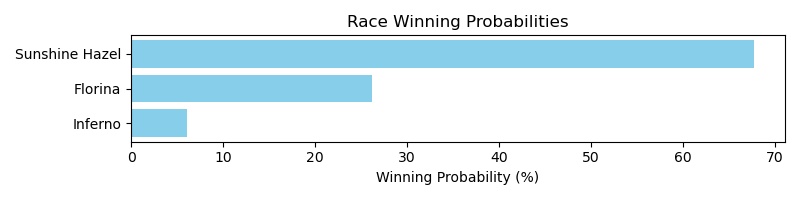 Race Winning Probabilities
Sunshine Hazel
Florina
Inferno
0 10 20 30 40 50 60 70
Winning Probability (%)